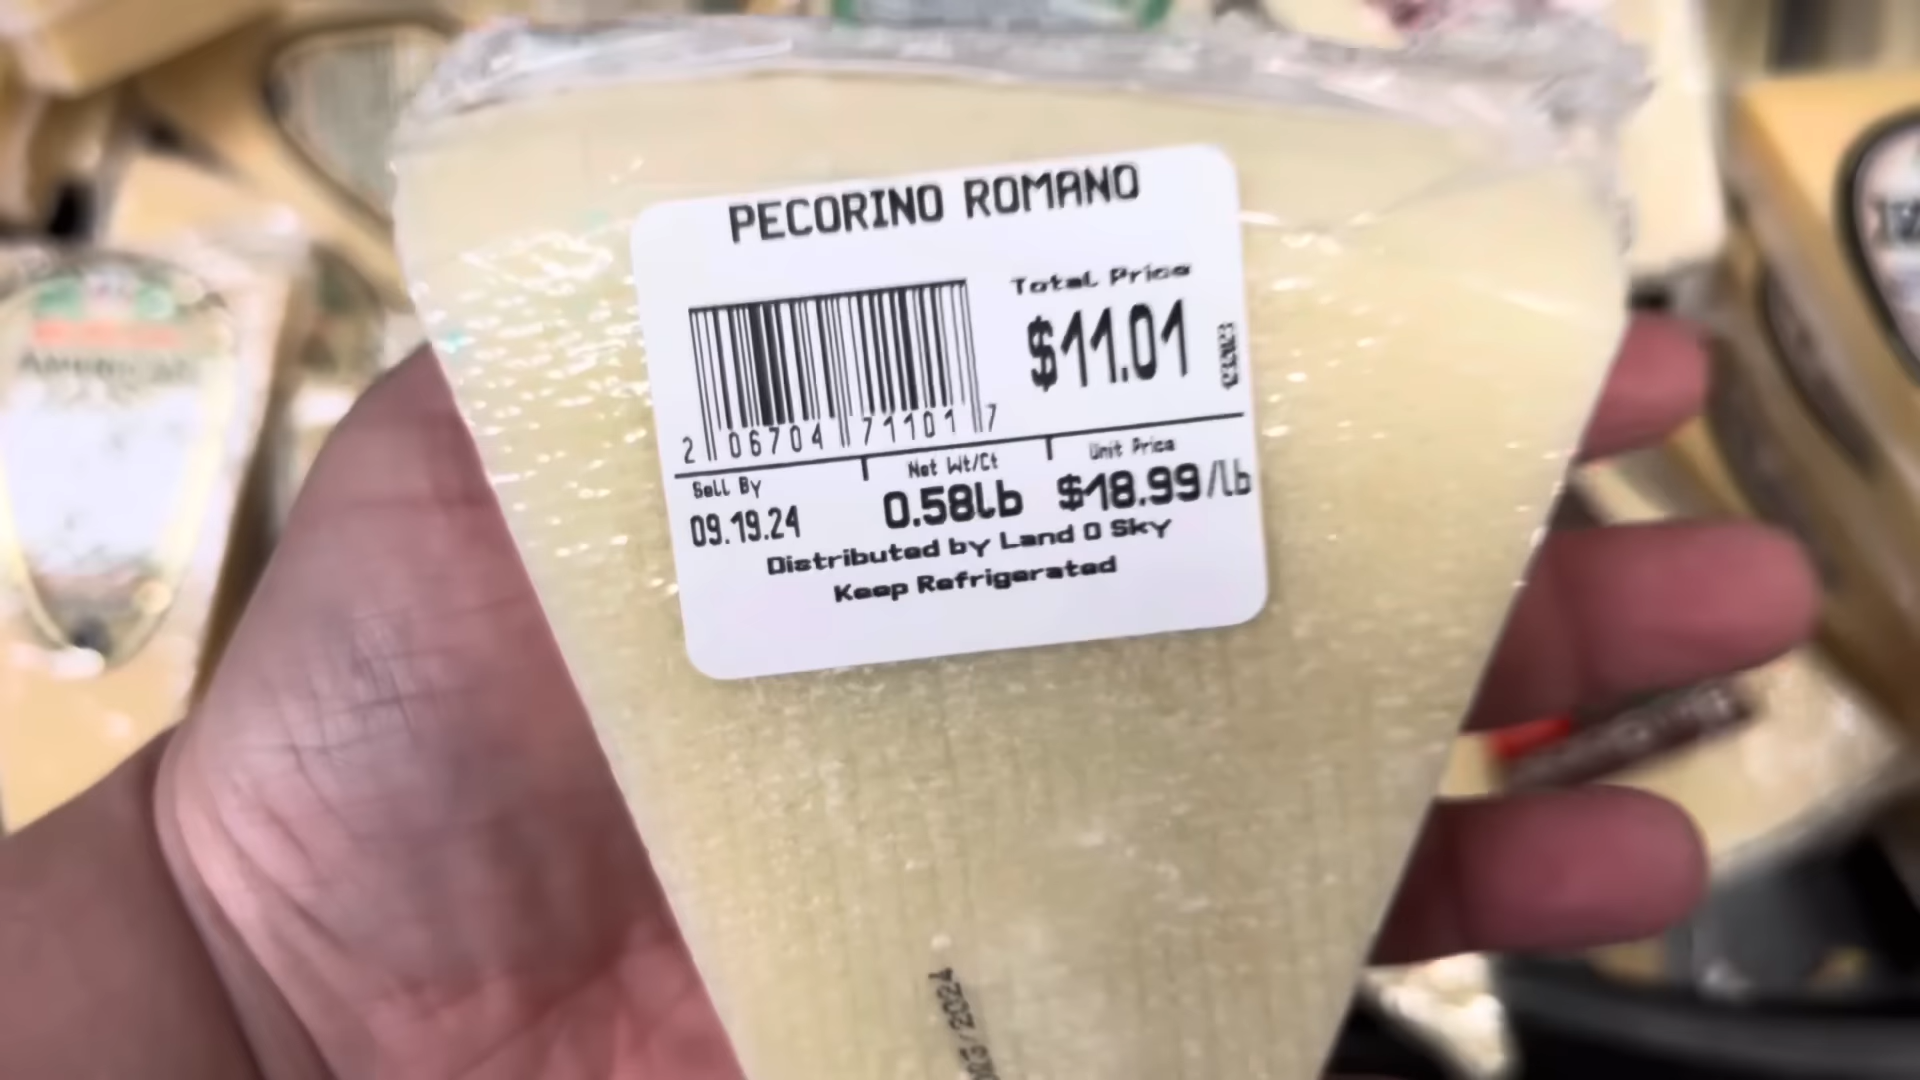 PECORINO ROMANO
Total Price
$11.01
2 06704 71101 7
Sell By
09.19.24
Net Wt/Ct
0.58lb
Unit Price
$18.99/lb
Distributed by Land O Sky
Keep Refrigerated
AMERICAN